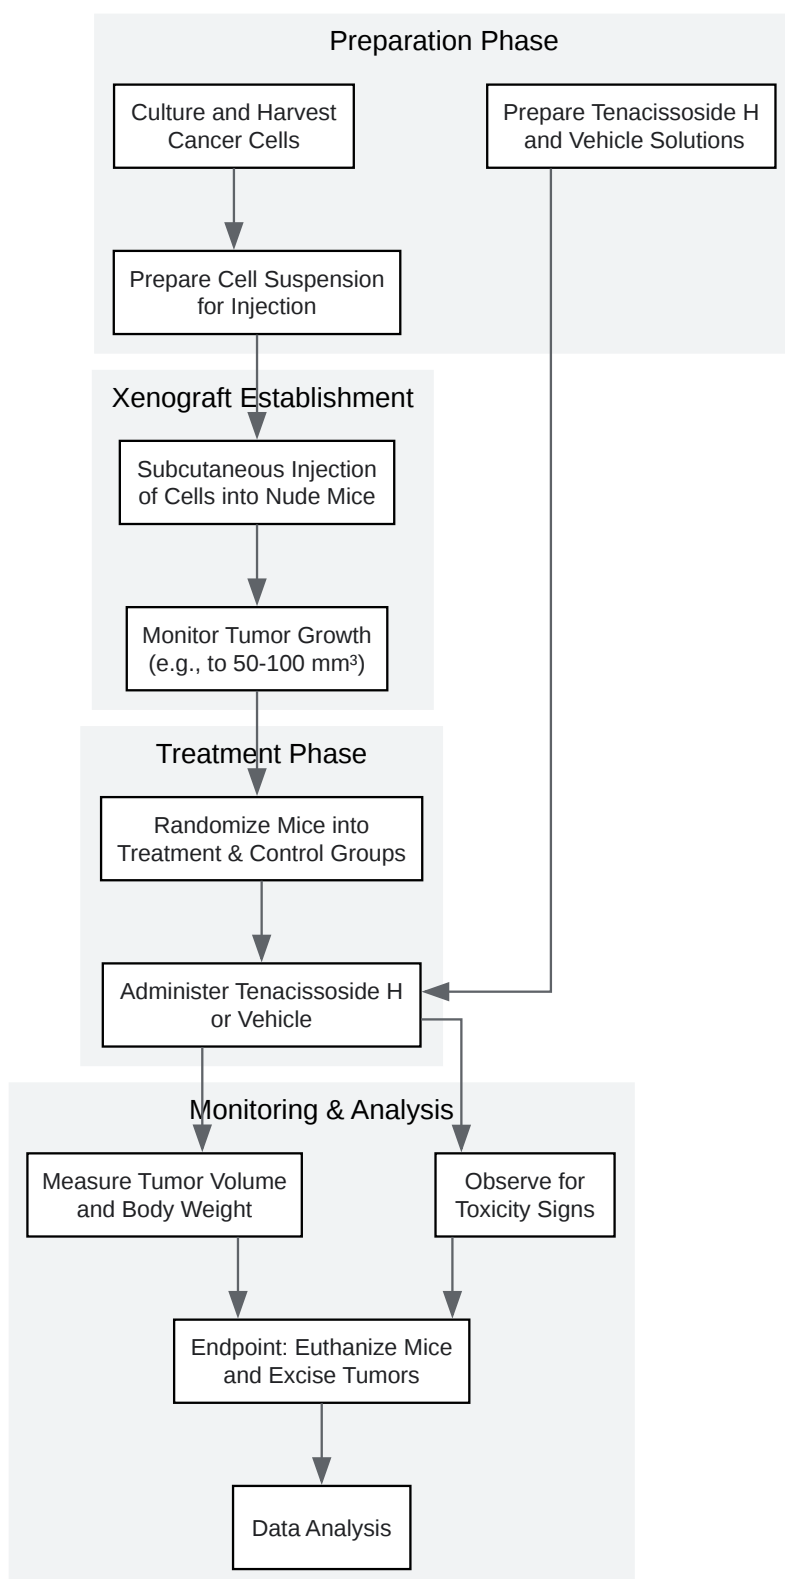 Preparation Phase
Culture and Harvest
Cancer Cells
Prepare Tenacissoside H
and Vehicle Solutions
Prepare Cell Suspension
for Injection
Xenograft Establishment
Subcutaneous Injection
of Cells into Nude Mice
Monitor Tumor Growth
(e.g., to 50-100 mm³)
Treatment Phase
Randomize Mice into
Treatment & Control Groups
Administer Tenacissoside H
or Vehicle
Monitoring & Analysis
Measure Tumor Volume
and Body Weight
Observe for
Toxicity Signs
Endpoint: Euthanize Mice
and Excise Tumors
Data Analysis